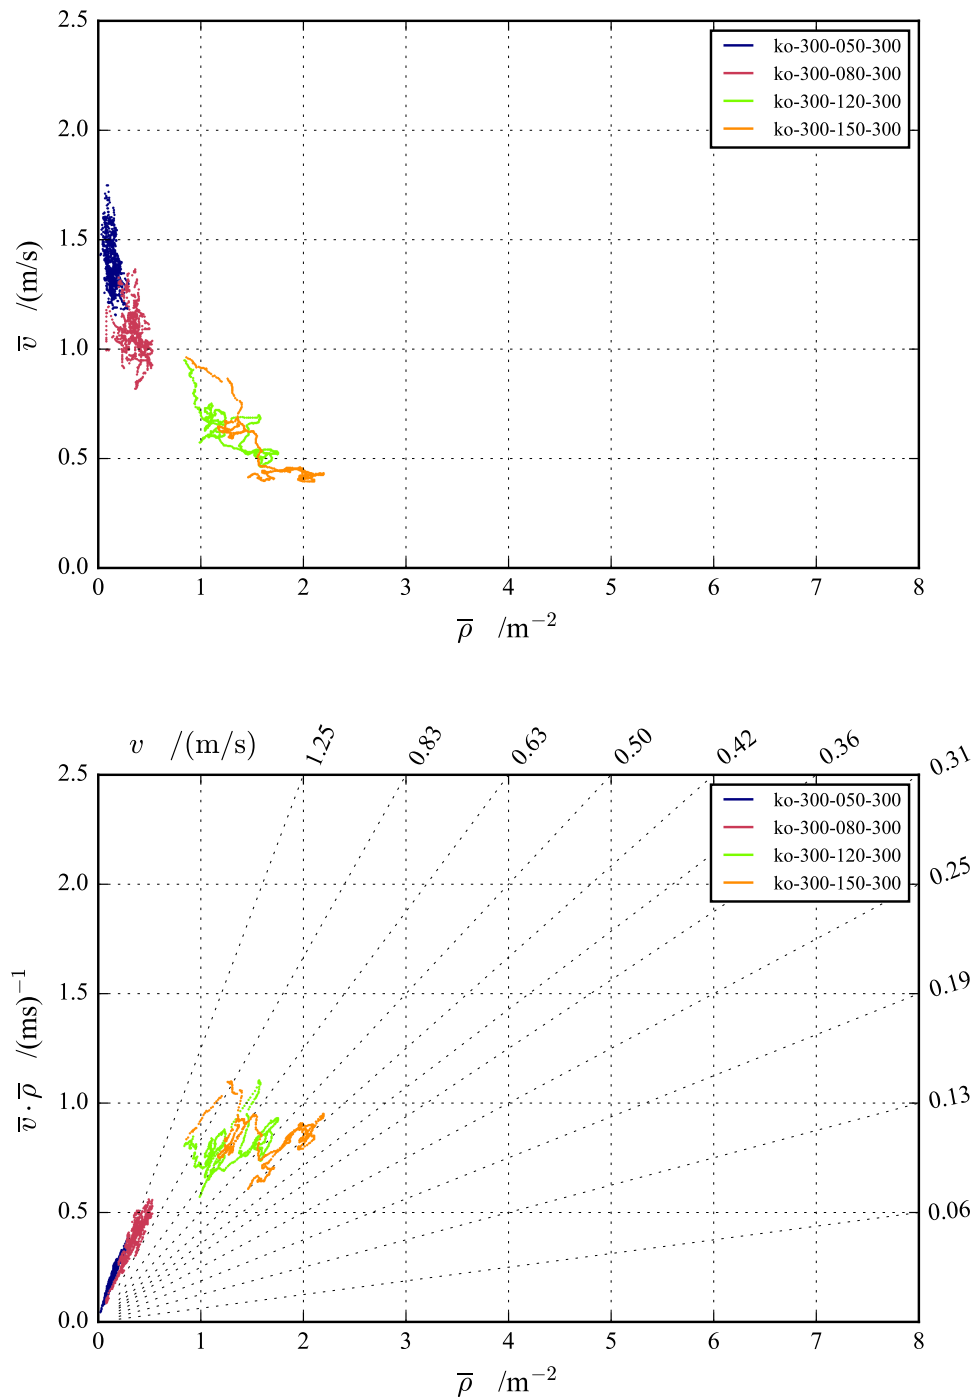 2.5
2.0
1.5
1.0
0.5
0.0
v̅ /(m/s)
ko-300-050-300
ko-300-080-300
ko-300-120-300
ko-300-150-300
0 1 2 3 4 5 6 7 8
ρ̅ /m⁻²
v /(m/s) 1.25 0.83 0.63 0.50 0.42 0.36 0.31
0.25
0.19
0.13
0.06
2.5
2.0
1.5
1.0
0.5
0.0
v̅ · ρ̅ /(ms)⁻¹
ko-300-050-300
ko-300-080-300
ko-300-120-300
ko-300-150-300
0 1 2 3 4 5 6 7 8
ρ̅ /m⁻²